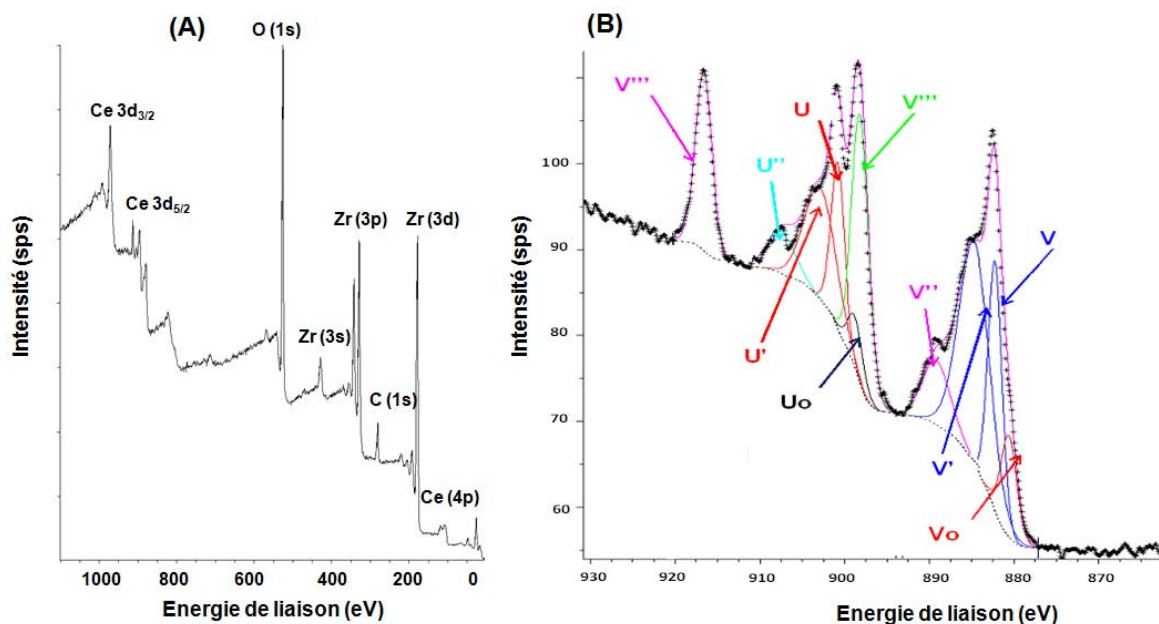 (A)
O (1s)
Ce 3d3/2
Ce 3d5/2
Zr (3p)
Zr (3d)
Zr (3s)
C (1s)
Ce (4p)
Intensité (sps)
1000
800
600
400
200
0
Energie de liaison (eV)
(B)
V'''
U
V'''
U''
V''
V
U'
Uo
V'
Vo
Intensité (sps)
100
90
80
70
60
930
920
910
900
890
880
870
Energie de liaison (eV)